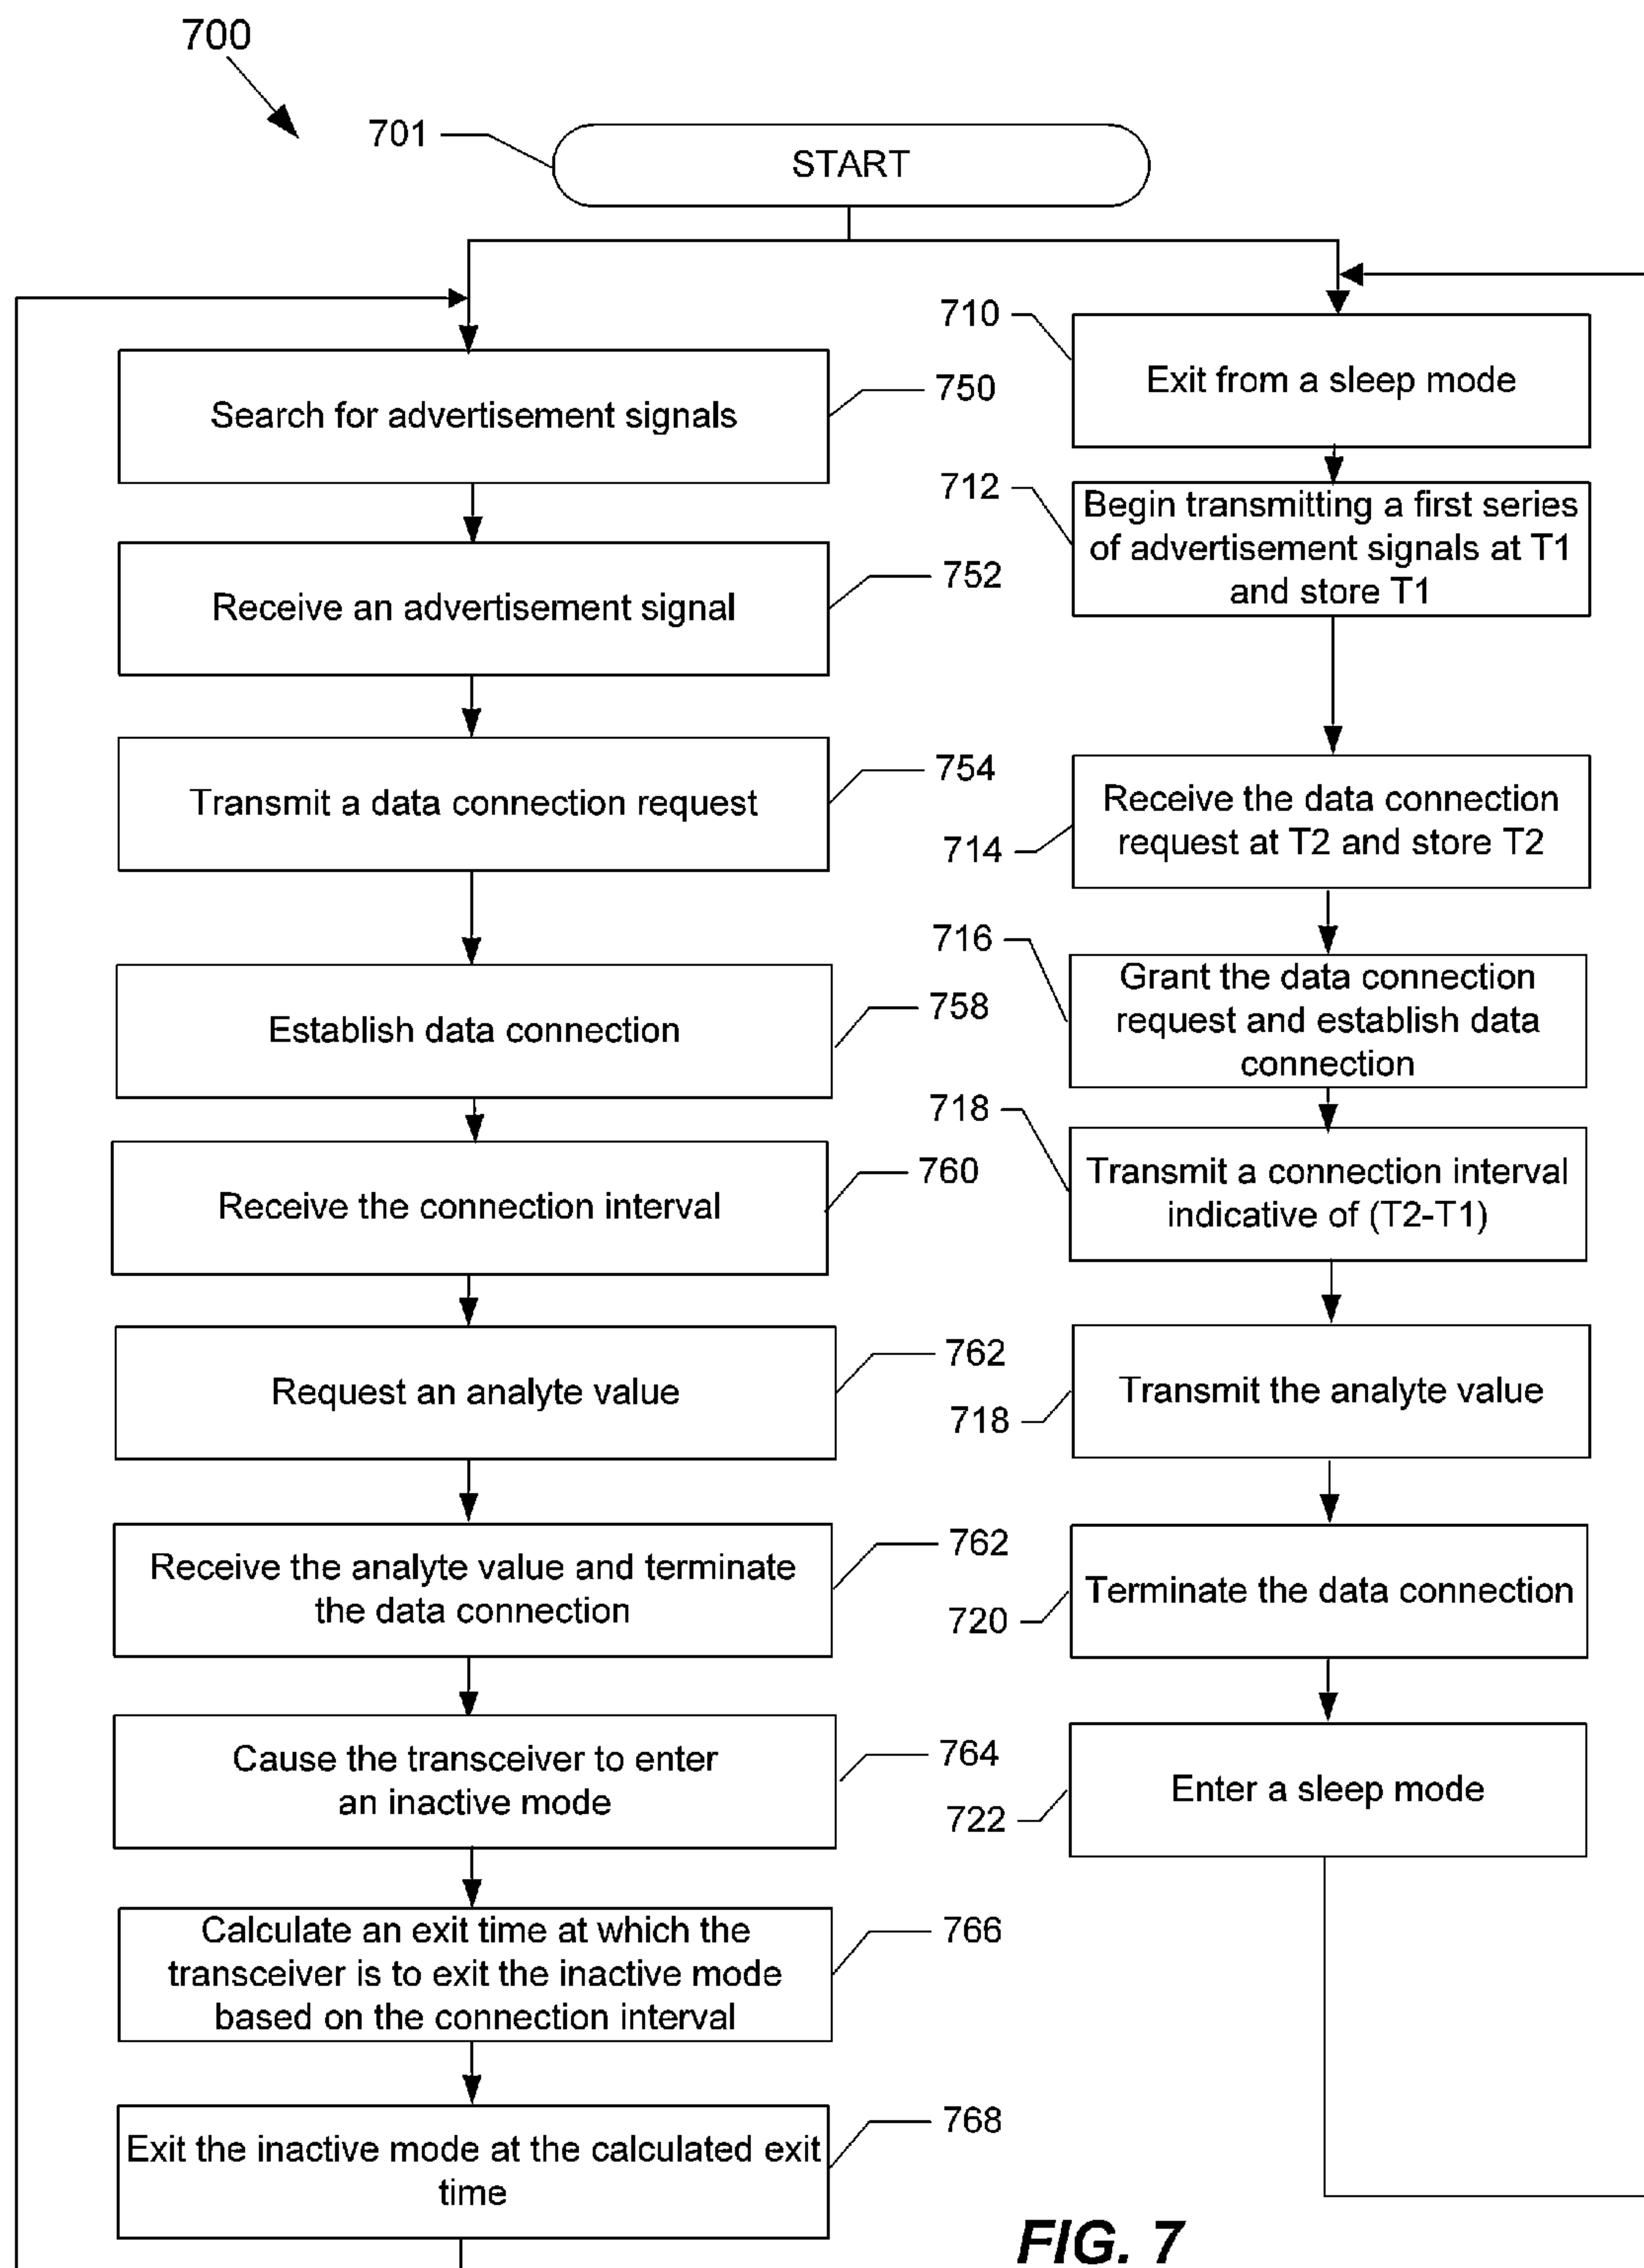 700
701
START
Search for advertisement signals
750
Receive an advertisement signal
752
Transmit a data connection request
754
Establish data connection
758
Receive the connection interval
760
Request an analyte value
762
Receive the analyte value and terminate
the data connection
762
Cause the transceiver to enter
an inactive mode
764
Calculate an exit time at which the
transceiver is to exit the inactive mode
based on the connection interval
766
Exit the inactive mode at the calculated exit
time
768
710
Exit from a sleep mode
712
Begin transmitting a first series
of advertisement signals at T1
and store T1
714
Receive the data connection
request at T2 and store T2
716
Grant the data connection
request and establish data
connection
718
Transmit a connection interval
indicative of (T2-T1)
718
Transmit the analyte value
720
Terminate the data connection
722
Enter a sleep mode
FIG. 7